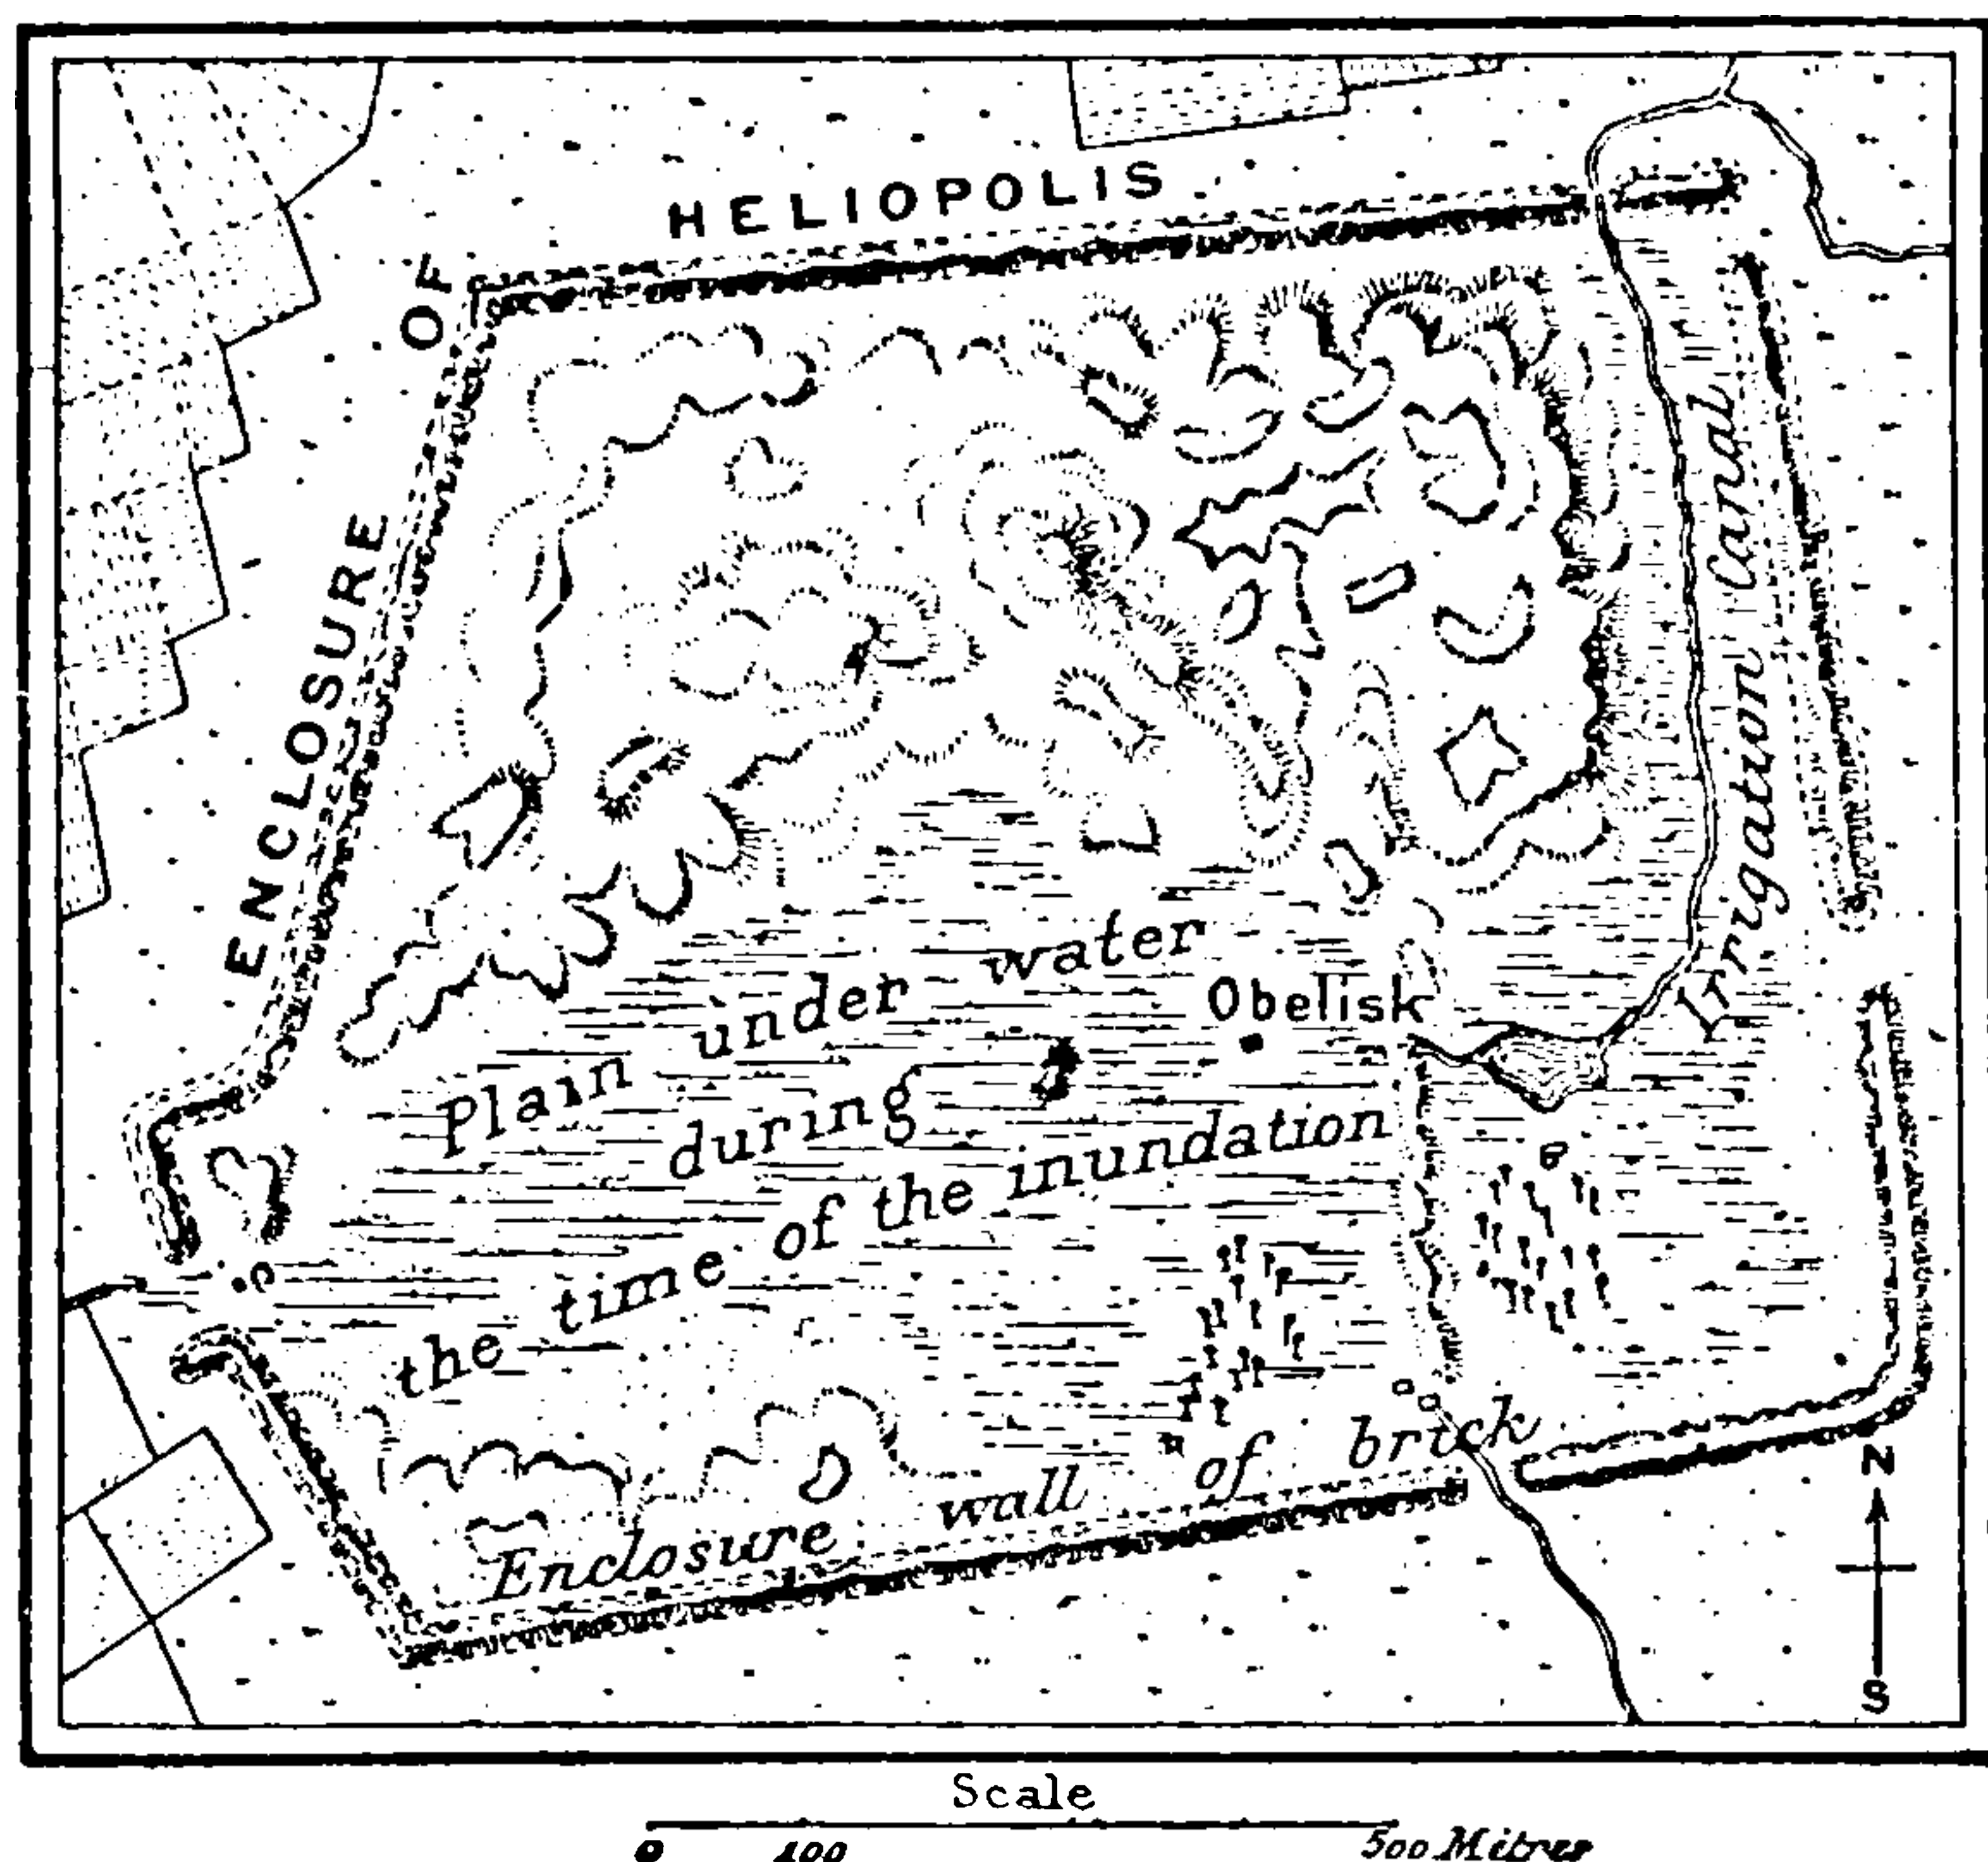 ENCLOSURE OF HELIOPOLIS
Irrigation Canal
Obelisk
Plain under water
during
the time of the inundation
Enclosure wall of brick
N
S
Scale
0 100 500 Mitres